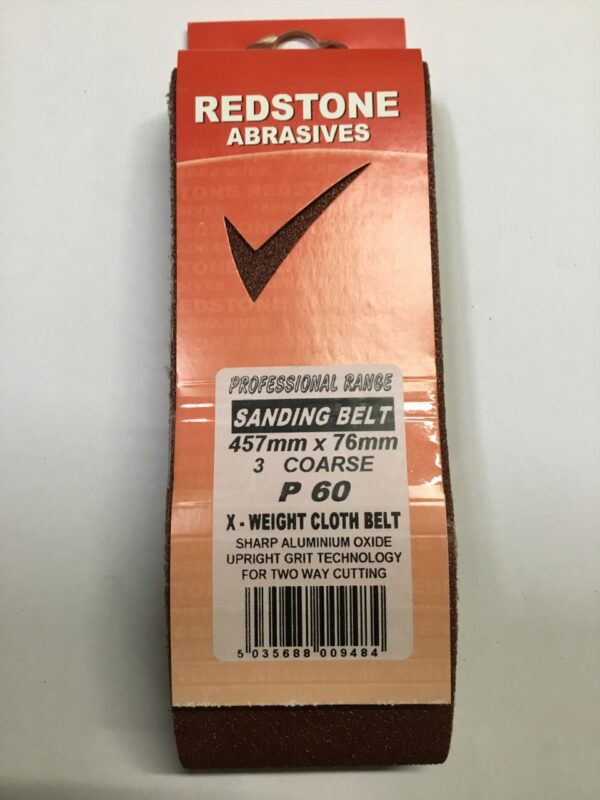 REDSTONE
ABRASIVES
PROFESSIONAL RANGE
SANDING BELT
457mm x 76mm
3 COARSE
P 60
X - WEIGHT CLOTH BELT
SHARP ALUMINIUM OXIDE
UPRIGHT GRIT TECHNOLOGY
FOR TWO WAY CUTTING
5 035688 009484